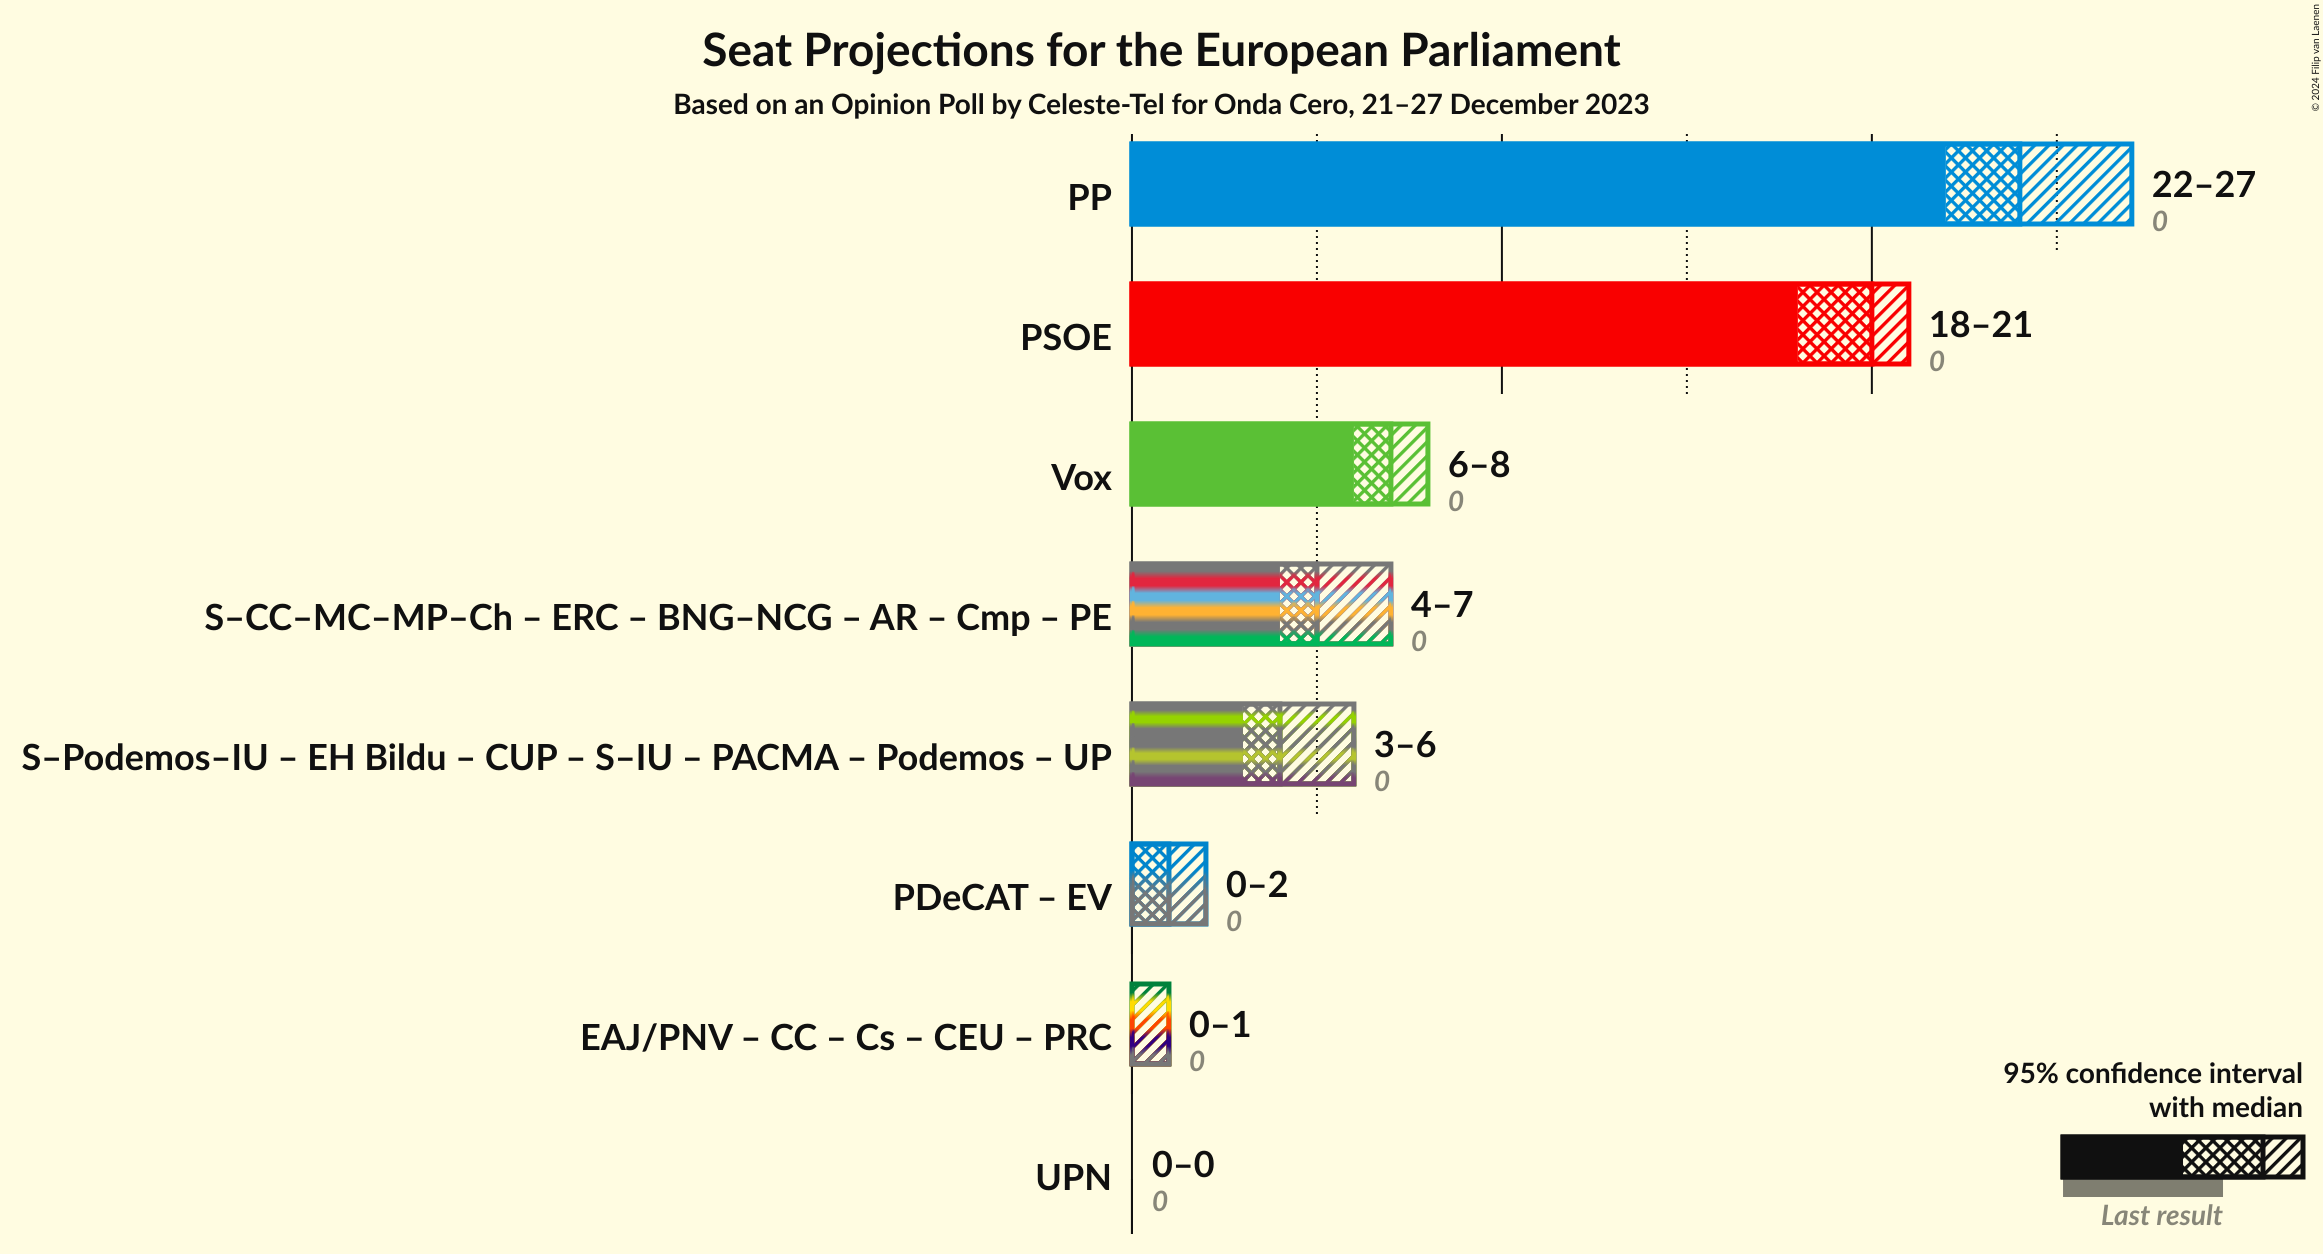 Seat Projections for the European Parliament
Based on an Opinion Poll by Celeste-Tel for Onda Cero, 21–27 December 2023
© 2024 Filip van Laenen
PP
22–27
0
PSOE
18–21
0
Vox
6–8
0
S–CC–MC–MP–Ch – ERC – BNG–NCG – AR – Cmp – PE
4–7
0
S–Podemos–IU – EH Bildu – CUP – S–IU – PACMA – Podemos – UP
3–6
0
PDeCAT – EV
0–2
0
EAJ/PNV – CC – Cs – CEU – PRC
0–1
0
UPN
0–0
0
95% confidence interval
with median
Last result